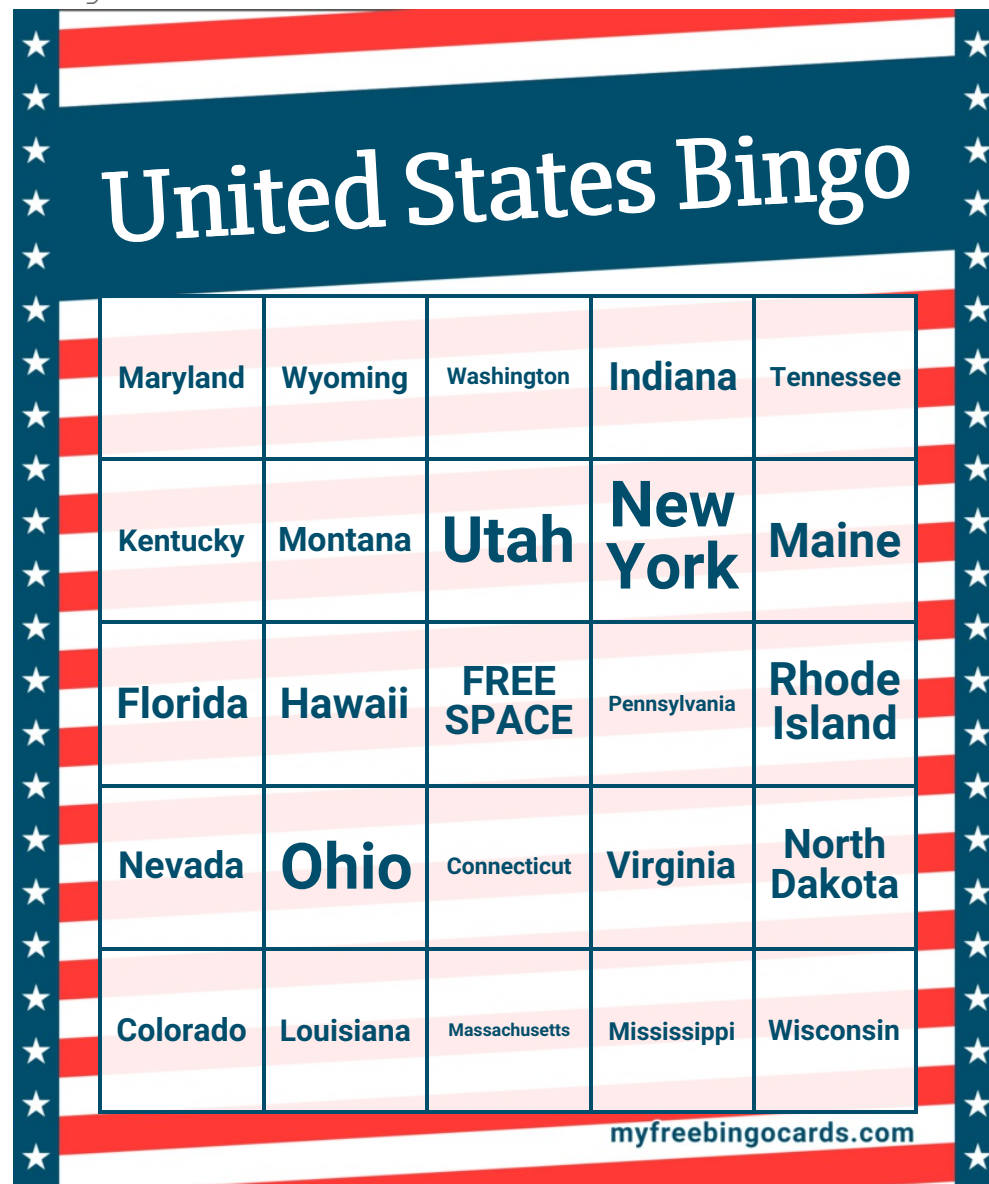 United States Bingo
Maryland Wyoming Washington Indiana Tennessee
Kentucky Montana Utah New York Maine
Florida Hawaii FREE SPACE Pennsylvania Rhode Island
Nevada Ohio Connecticut Virginia North Dakota
Colorado Louisiana Massachusetts Mississippi Wisconsin
myfreebingocards.com